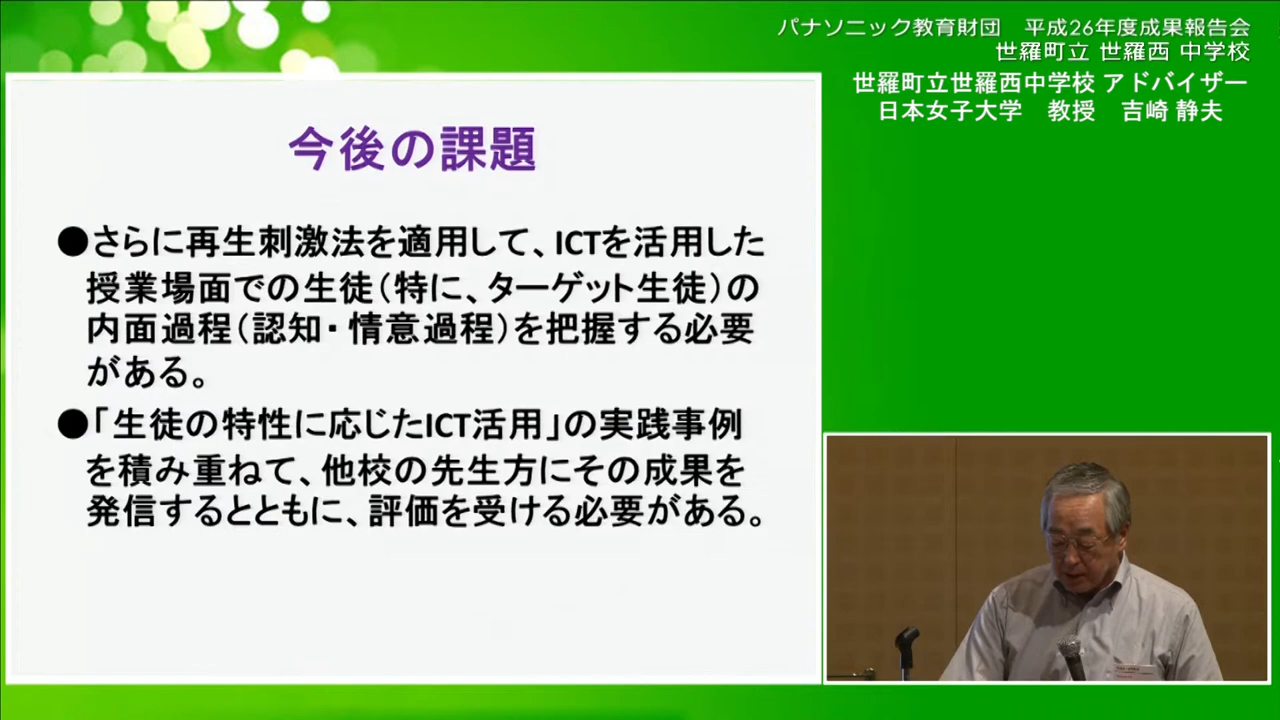 パナソニック教育財団　平成26年度成果報告会
世羅町立 世羅西 中学校
世羅町立世羅西中学校 アドバイザー
日本女子大学　教授　吉崎 静夫
今後の課題
●さらに再生刺激法を適用して、ICTを活用した
授業場面での生徒（特に、ターゲット生徒）の
内面過程（認知・情意過程）を把握する必要
がある。
●「生徒の特性に応じたICT活用」の実践事例
を積み重ねて、他校の先生方にその成果を
発信するとともに、評価を受ける必要がある。